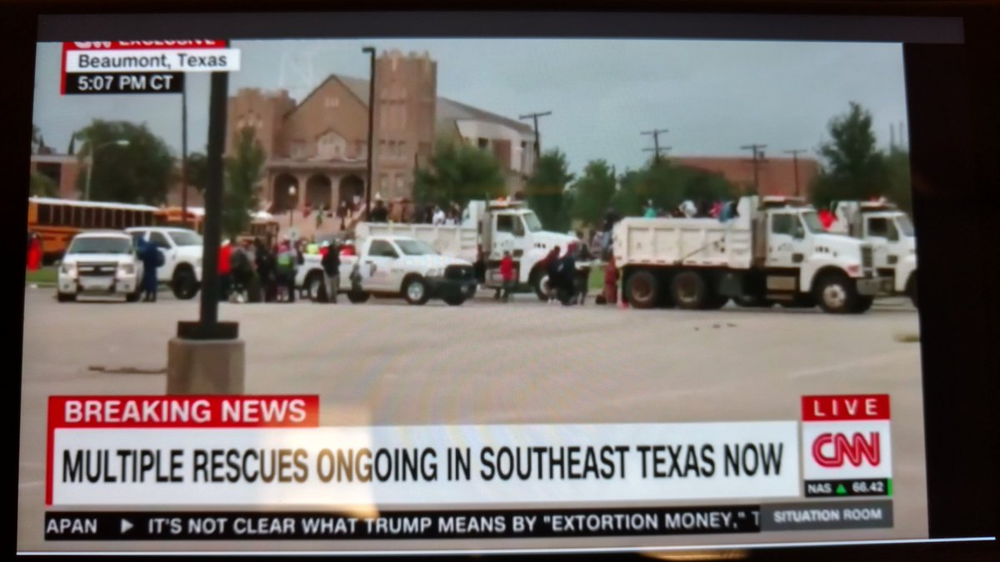 CNN EXCLUSIVE
Beaumont, Texas
5:07 PM CT
BREAKING NEWS
MULTIPLE RESCUES ONGOING IN SOUTHEAST TEXAS NOW
LIVE
CNN
NAS ▲ 66.42
APAN ▶ IT'S NOT CLEAR WHAT TRUMP MEANS BY "EXTORTION MONEY," T
SITUATION ROOM